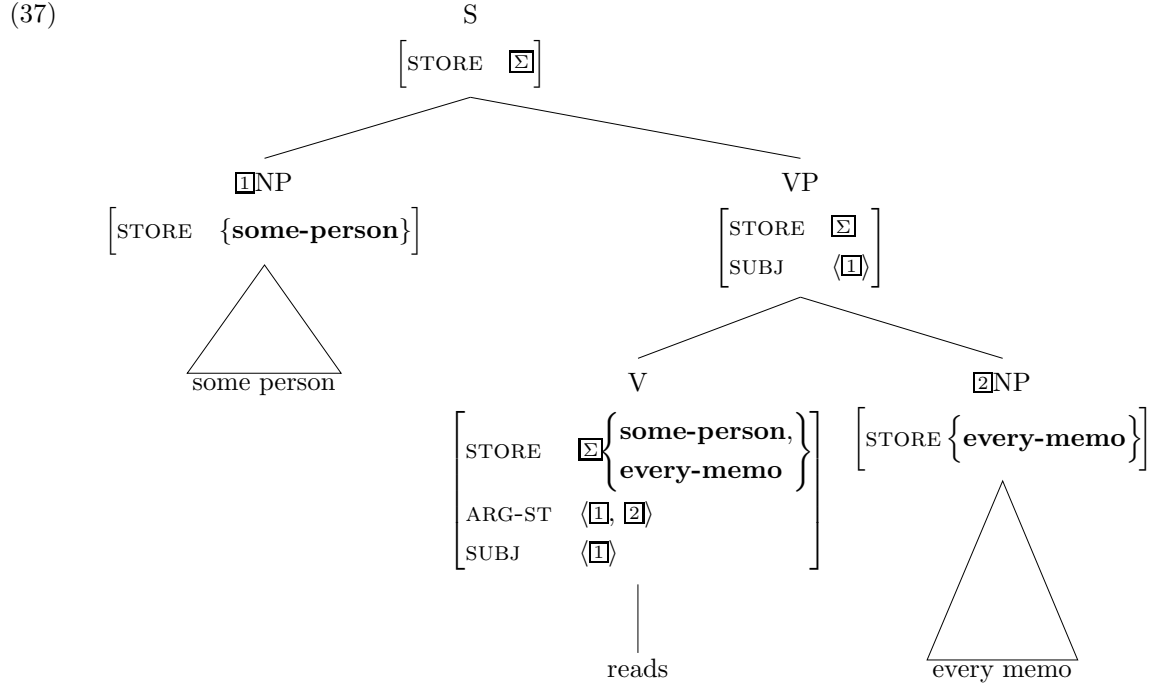 (37)
S
[STORE Σ]
1NP
[STORE {some-person}]
some person
VP
[STORE Σ
SUBJ ⟨1⟩]
V
[STORE Σ{some-person,
every-memo}
ARG-ST ⟨1, 2⟩
SUBJ ⟨1⟩]
reads
2NP
[STORE {every-memo}]
every memo